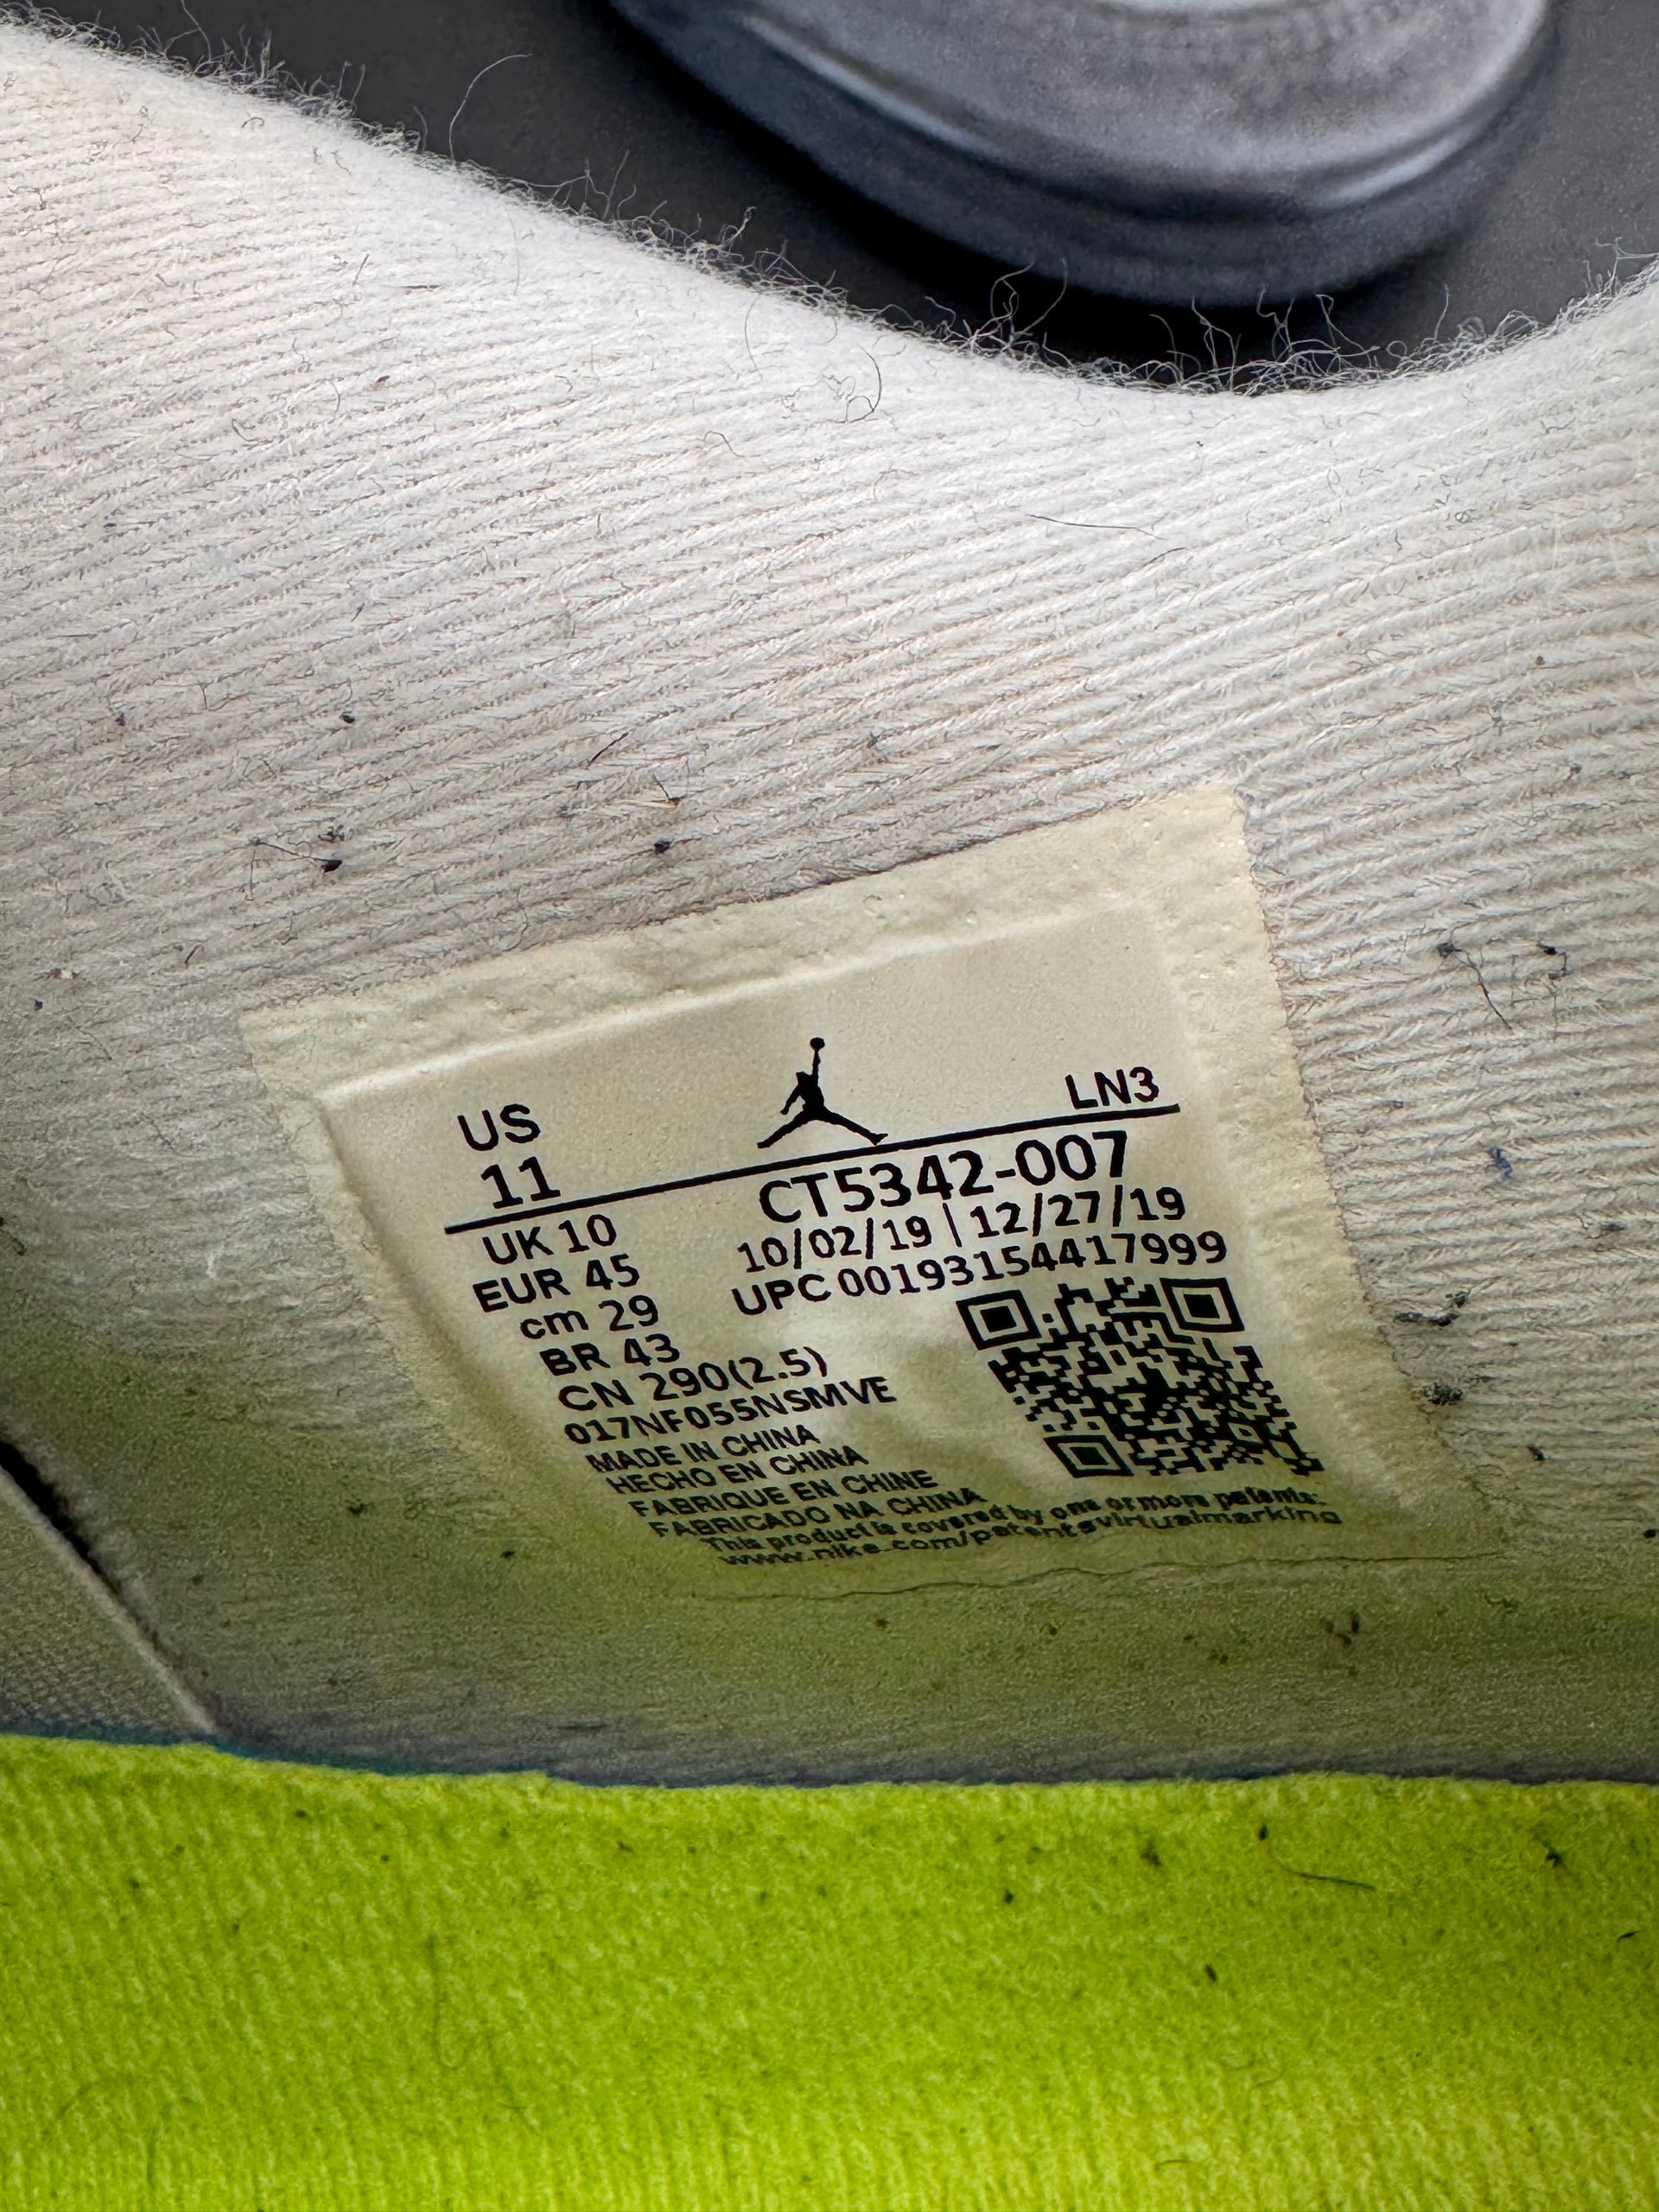 US
11
LN3
CT5342-007
10/02/19 | 12/27/19
UPC 00193154417999
UK 10
EUR 45
cm 29
BR 43
CN 290(2.5)
017NF055NSMVE
MADE IN CHINA
HECHO EN CHINA
FABRIQUE EN CHINE
FABRICADO NA CHINA
This product is covered by one or more patents:
www.nike.com/patentsvirtualmarking